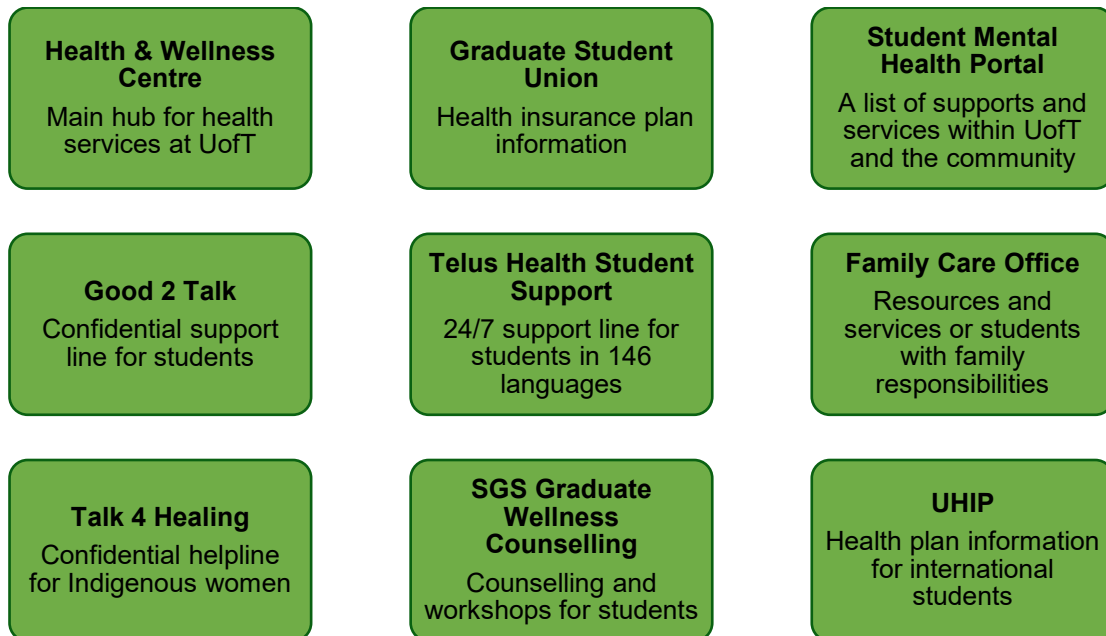 Health & Wellness
Centre
Main hub for health
services at UofT
Graduate Student
Union
Health insurance plan
information
Student Mental
Health Portal
A list of supports and
services within UofT
and the community
Good 2 Talk
Confidential support
line for students
Telus Health Student
Support
24/7 support line for
students in 146
languages
Family Care Office
Resources and
services or students
with family
responsibilities
Talk 4 Healing
Confidential helpline
for Indigenous women
SGS Graduate
Wellness
Counselling
Counselling and
workshops for students
UHIP
Health plan information
for international
students